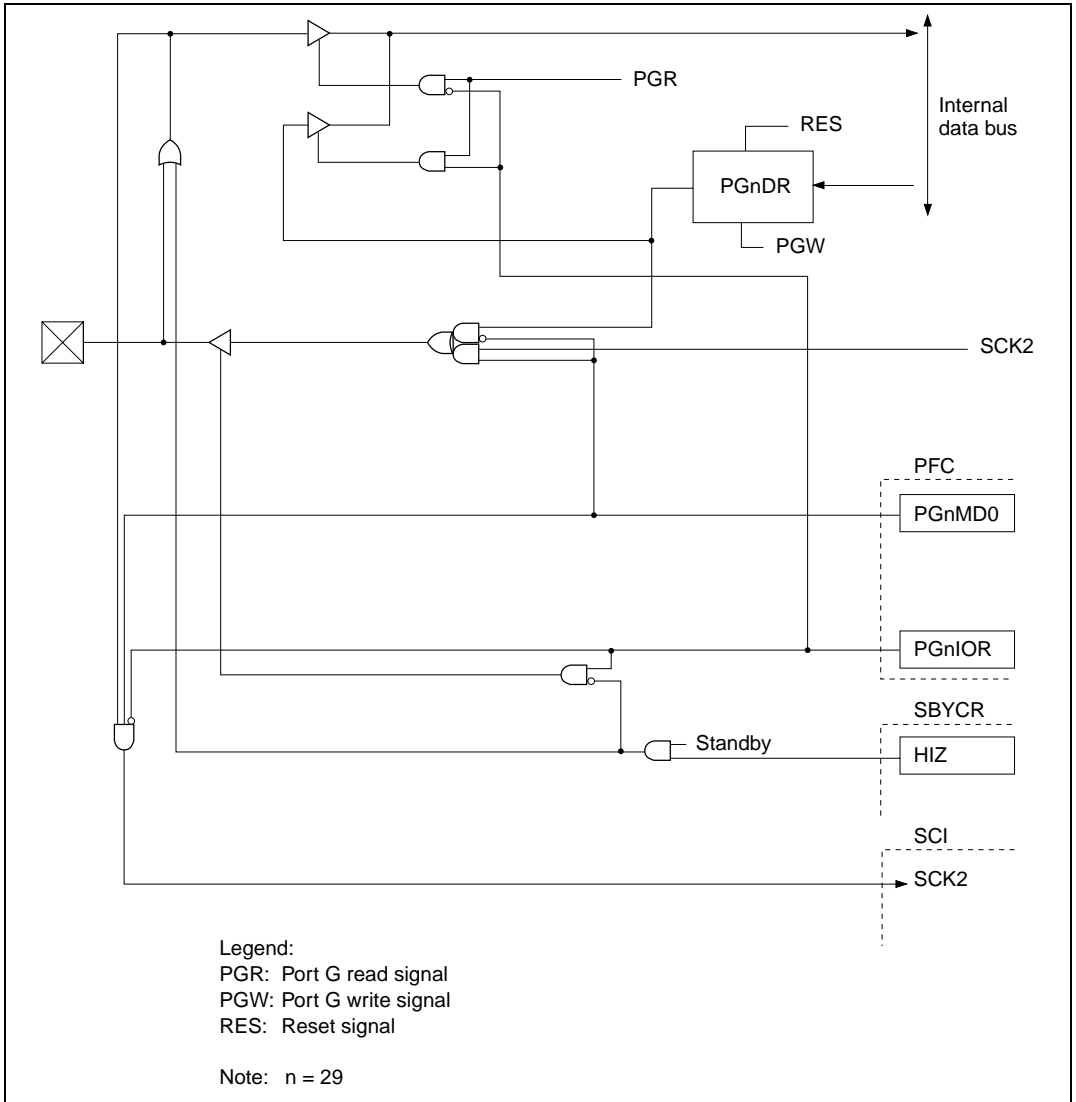 PGR
Internal
data bus
RES
PGnDR
PGW
SCK2
PFC
PGnMD0
PGnIOR
SBYCR
Standby
HIZ
SCI
SCK2
Legend:
PGR: Port G read signal
PGW: Port G write signal
RES: Reset signal
Note: n = 29